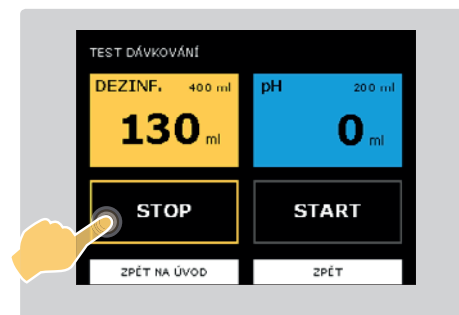 TEST DÁVKOVÁNÍ
DEZINF. 400 ml pH 200 ml
130 ml 0 ml
STOP START
ZPĚT NA ÚVOD ZPĚT